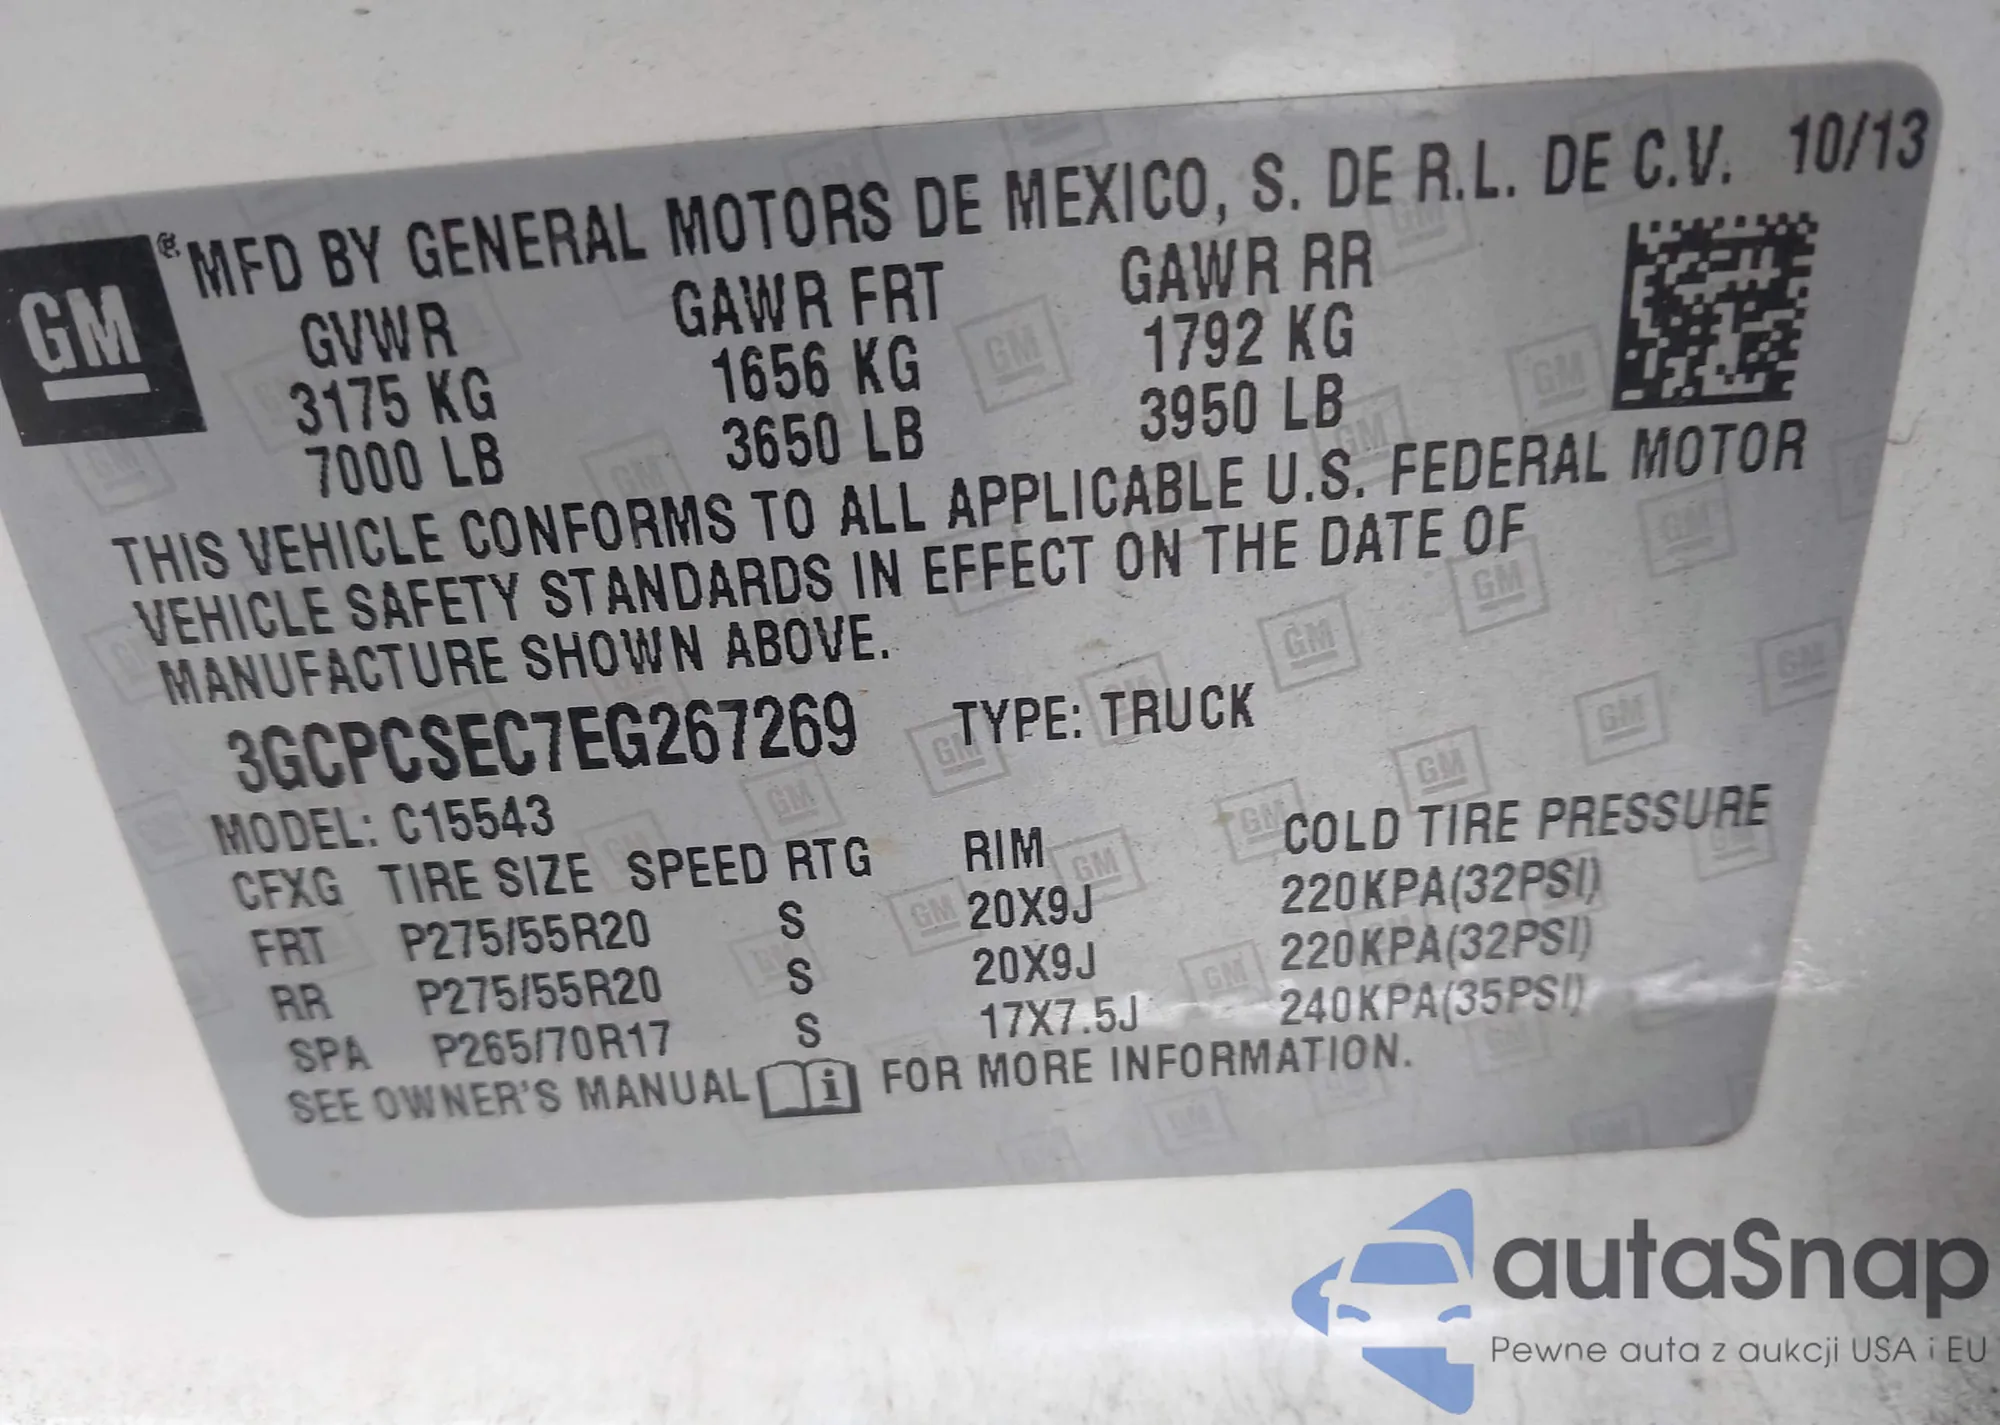 GM
® MFD BY GENERAL MOTORS DE MEXICO, S. DE R.L. DE C.V. 10/13
GVWR GAWR FRT GAWR RR
3175 KG 1656 KG 1792 KG
7000 LB 3650 LB 3950 LB
THIS VEHICLE CONFORMS TO ALL APPLICABLE U.S. FEDERAL MOTOR
VEHICLE SAFETY STANDARDS IN EFFECT ON THE DATE OF
MANUFACTURE SHOWN ABOVE.
3GCPCSEC7EG267269 TYPE: TRUCK
MODEL: C15543
CFXG TIRE SIZE SPEED RTG RIM COLD TIRE PRESSURE
FRT P275/55R20 S 20X9J 220KPA(32PSI)
RR P275/55R20 S 20X9J 220KPA(32PSI)
SPA P265/70R17 S 17X7.5J 240KPA(35PSI)
SEE OWNER'S MANUAL i FOR MORE INFORMATION.
autaSnap
Pewne auta z aukcji USA i EU